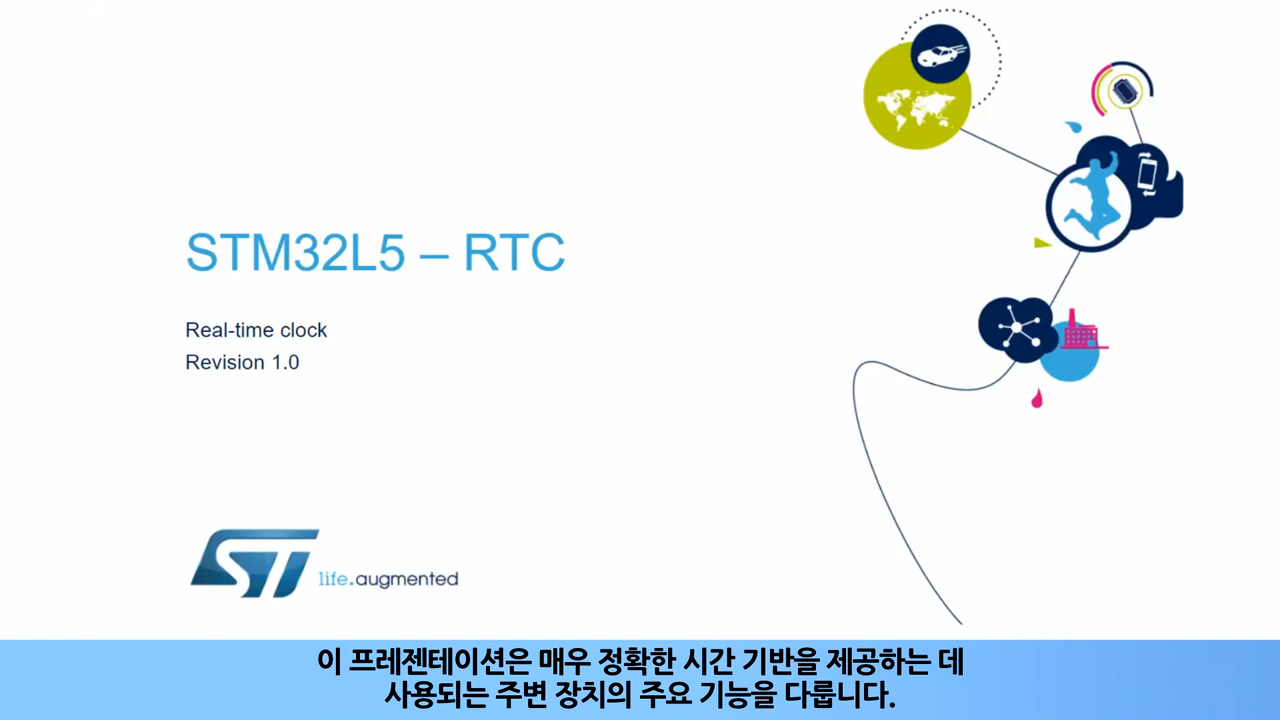 STM32L5 – RTC
Real-time clock
Revision 1.0
ST life.augmented
이 프레젠테이션은 매우 정확한 시간 기반을 제공하는 데
사용되는 주변 장치의 주요 기능을 다룹니다.